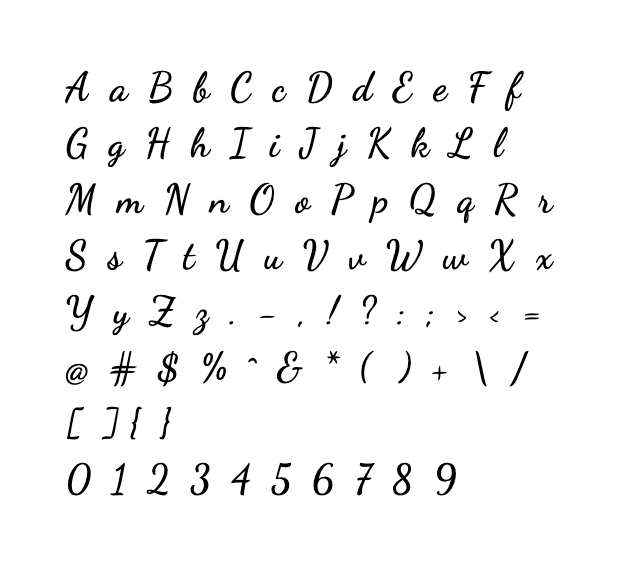 A a B b C c D d E e F f
G g H h I i J j K k L l
M m N n O o P p Q q R r
S s T t U u V v W w X x
Y y Z z . - , ! ? : ; > < =
@ # $ % ^ & * ( ) + \ /
[ ] { }
0 1 2 3 4 5 6 7 8 9